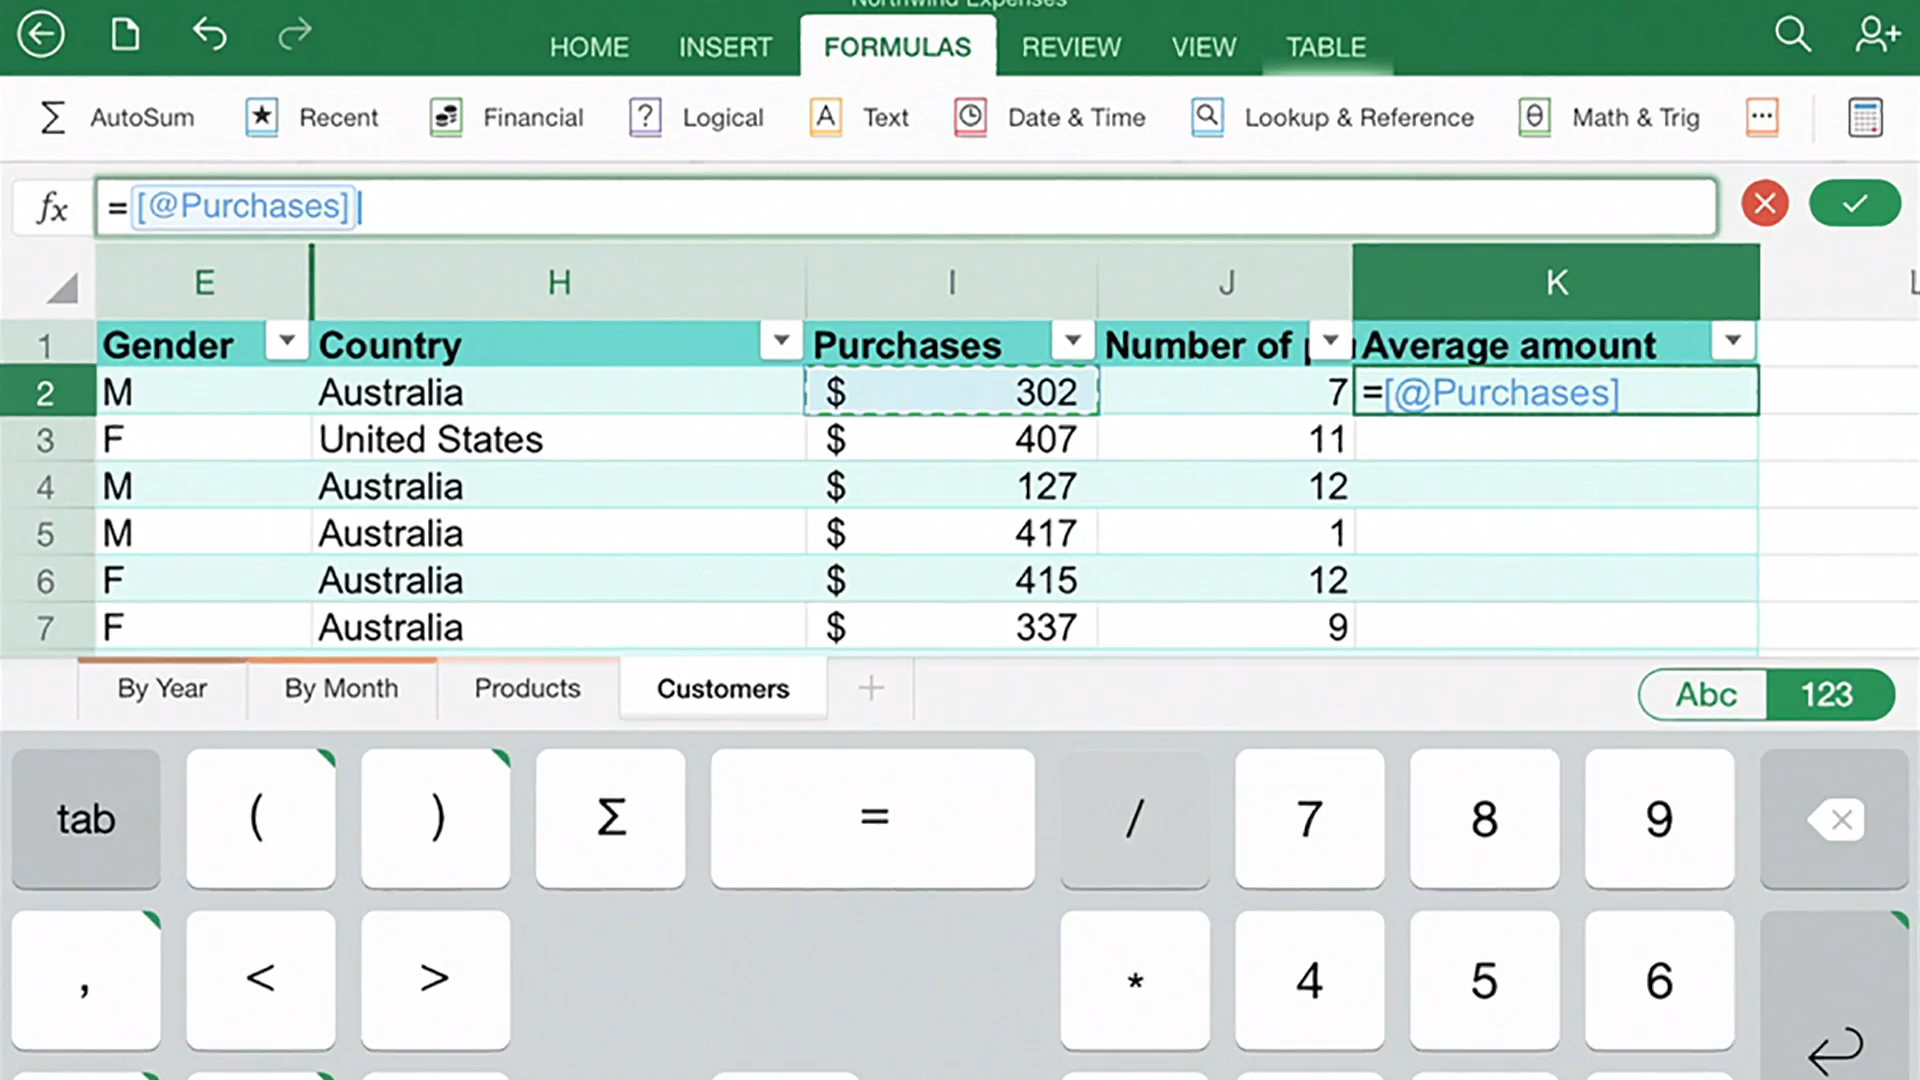 Northwind Expenses
HOME INSERT FORMULAS REVIEW VIEW TABLE
Σ AutoSum Recent Financial ? Logical A Text Date & Time Lookup & Reference θ Math & Trig ...
fx =[@Purchases]
E H I J K L
1 Gender Country Purchases Number of Average amount
2 M Australia $ 302 7 =[@Purchases]
3 F United States $ 407 11
4 M Australia $ 127 12
5 M Australia $ 417 1
6 F Australia $ 415 12
7 F Australia $ 337 9
By Year By Month Products Customers + Abc 123
tab ( ) Σ = / 7 8 9
, < > * 4 5 6